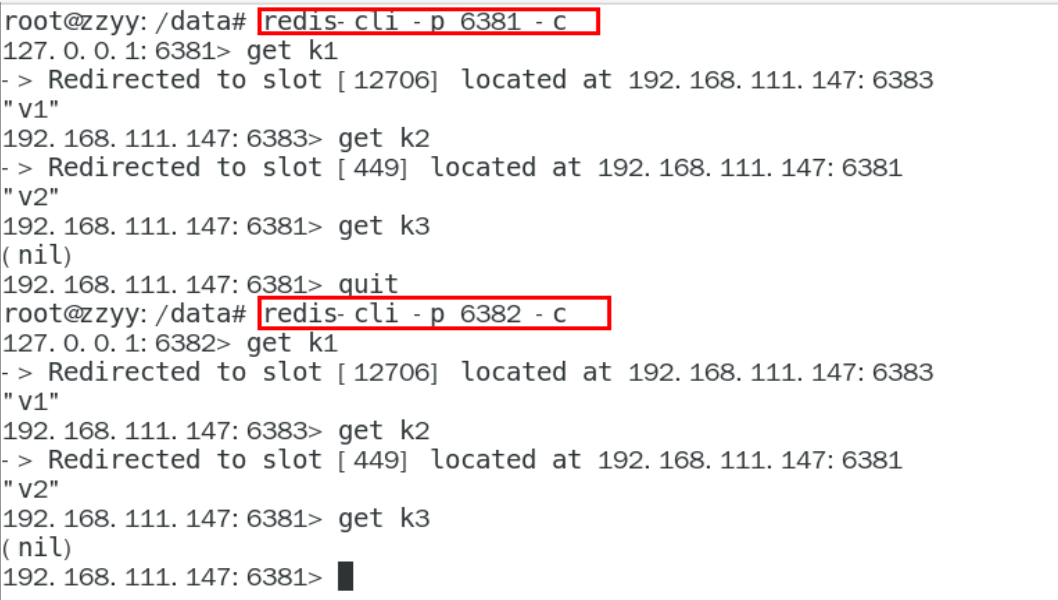 root@zzyy:/data# redis-cli -p 6381 -c
127.0.0.1:6381> get k1
-> Redirected to slot [12706] located at 192.168.111.147:6383
"v1"
192.168.111.147:6383> get k2
-> Redirected to slot [449] located at 192.168.111.147:6381
"v2"
192.168.111.147:6381> get k3
(nil)
192.168.111.147:6381> quit
root@zzyy:/data# redis-cli -p 6382 -c
127.0.0.1:6382> get k1
-> Redirected to slot [12706] located at 192.168.111.147:6383
"v1"
192.168.111.147:6383> get k2
-> Redirected to slot [449] located at 192.168.111.147:6381
"v2"
192.168.111.147:6381> get k3
(nil)
192.168.111.147:6381>